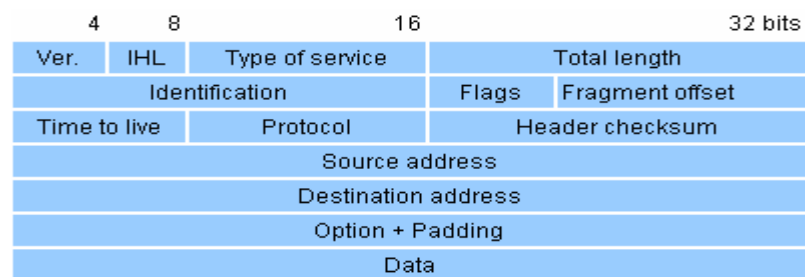 4 8 16 32 bits
Ver. IHL Type of service Total length
Identification Flags Fragment offset
Time to live Protocol Header checksum
Source address
Destination address
Option + Padding
Data